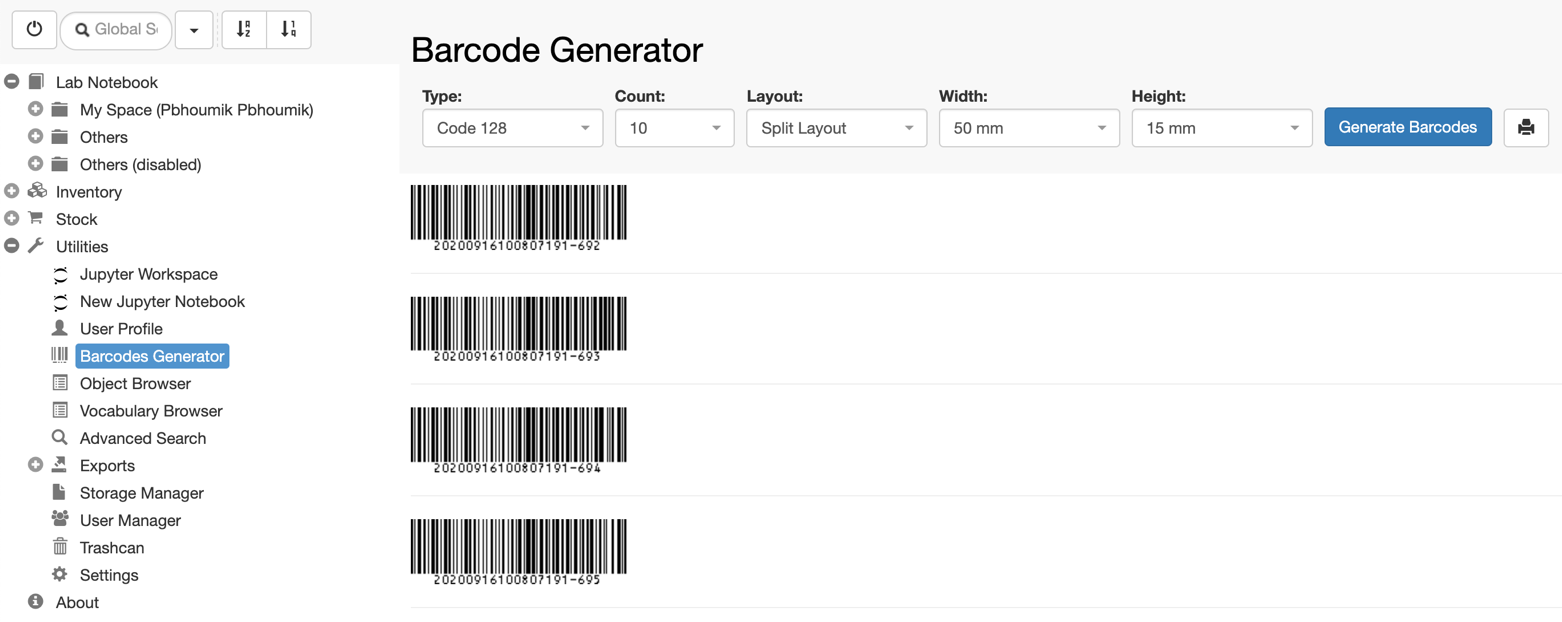 Global S
Barcode Generator
Type: Count: Layout: Width: Height:
Code 128 10 Split Layout 50 mm 15 mm Generate Barcodes
Lab Notebook
My Space (Pbhoumik Pbhoumik)
Others
Others (disabled)
Inventory
Stock
Utilities
Jupyter Workspace
New Jupyter Notebook
User Profile
Barcodes Generator
Object Browser
Vocabulary Browser
Advanced Search
Exports
Storage Manager
User Manager
Trashcan
Settings
About
20200916100807191-692
20200916100807191-693
20200916100807191-694
20200916100807191-695